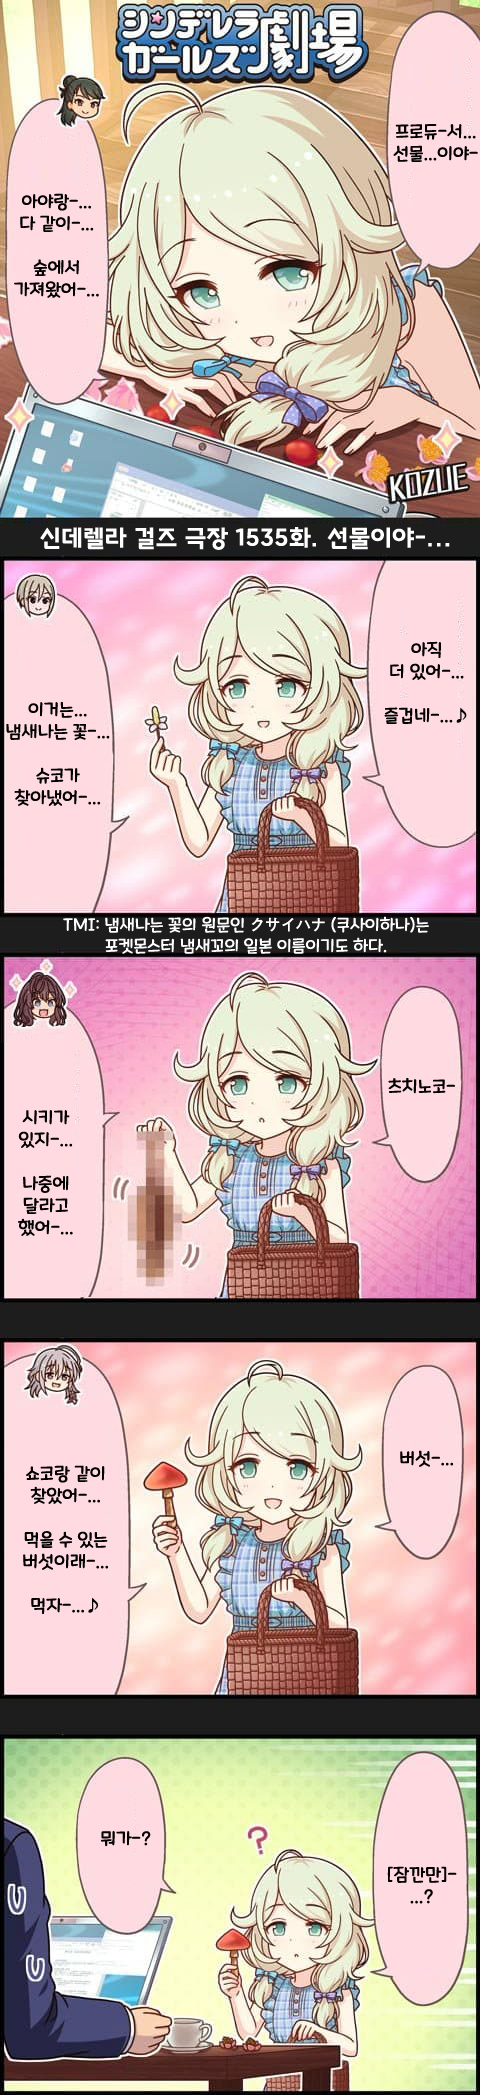 シンデレラ
ガールズ劇場
프로듀-서...
선물...이야-
아야랑-...
다 같이-...
숲에서
가져왔어-...
KOZUE
신데렐라 걸즈 극장 1535화. 선물이야-...
아직
더 있어-...
즐겁네-...♪
이거는...
냄새나는 꽃-...
슈코가
찾아냈어-...
TMI: 냄새나는 꽃의 원문인 クサイハナ (쿠사이하나)는
포켓몬스터 냄새꼬의 일본 이름이기도 하다.
츠치노코-
시키가
있지-...
나중에
달라고
했어-...
버섯-...
쇼코랑 같이
찾았어-...
먹을 수 있는
버섯이래-...
먹자-...♪
[잠깐만]-
...?
뭐가-?
?